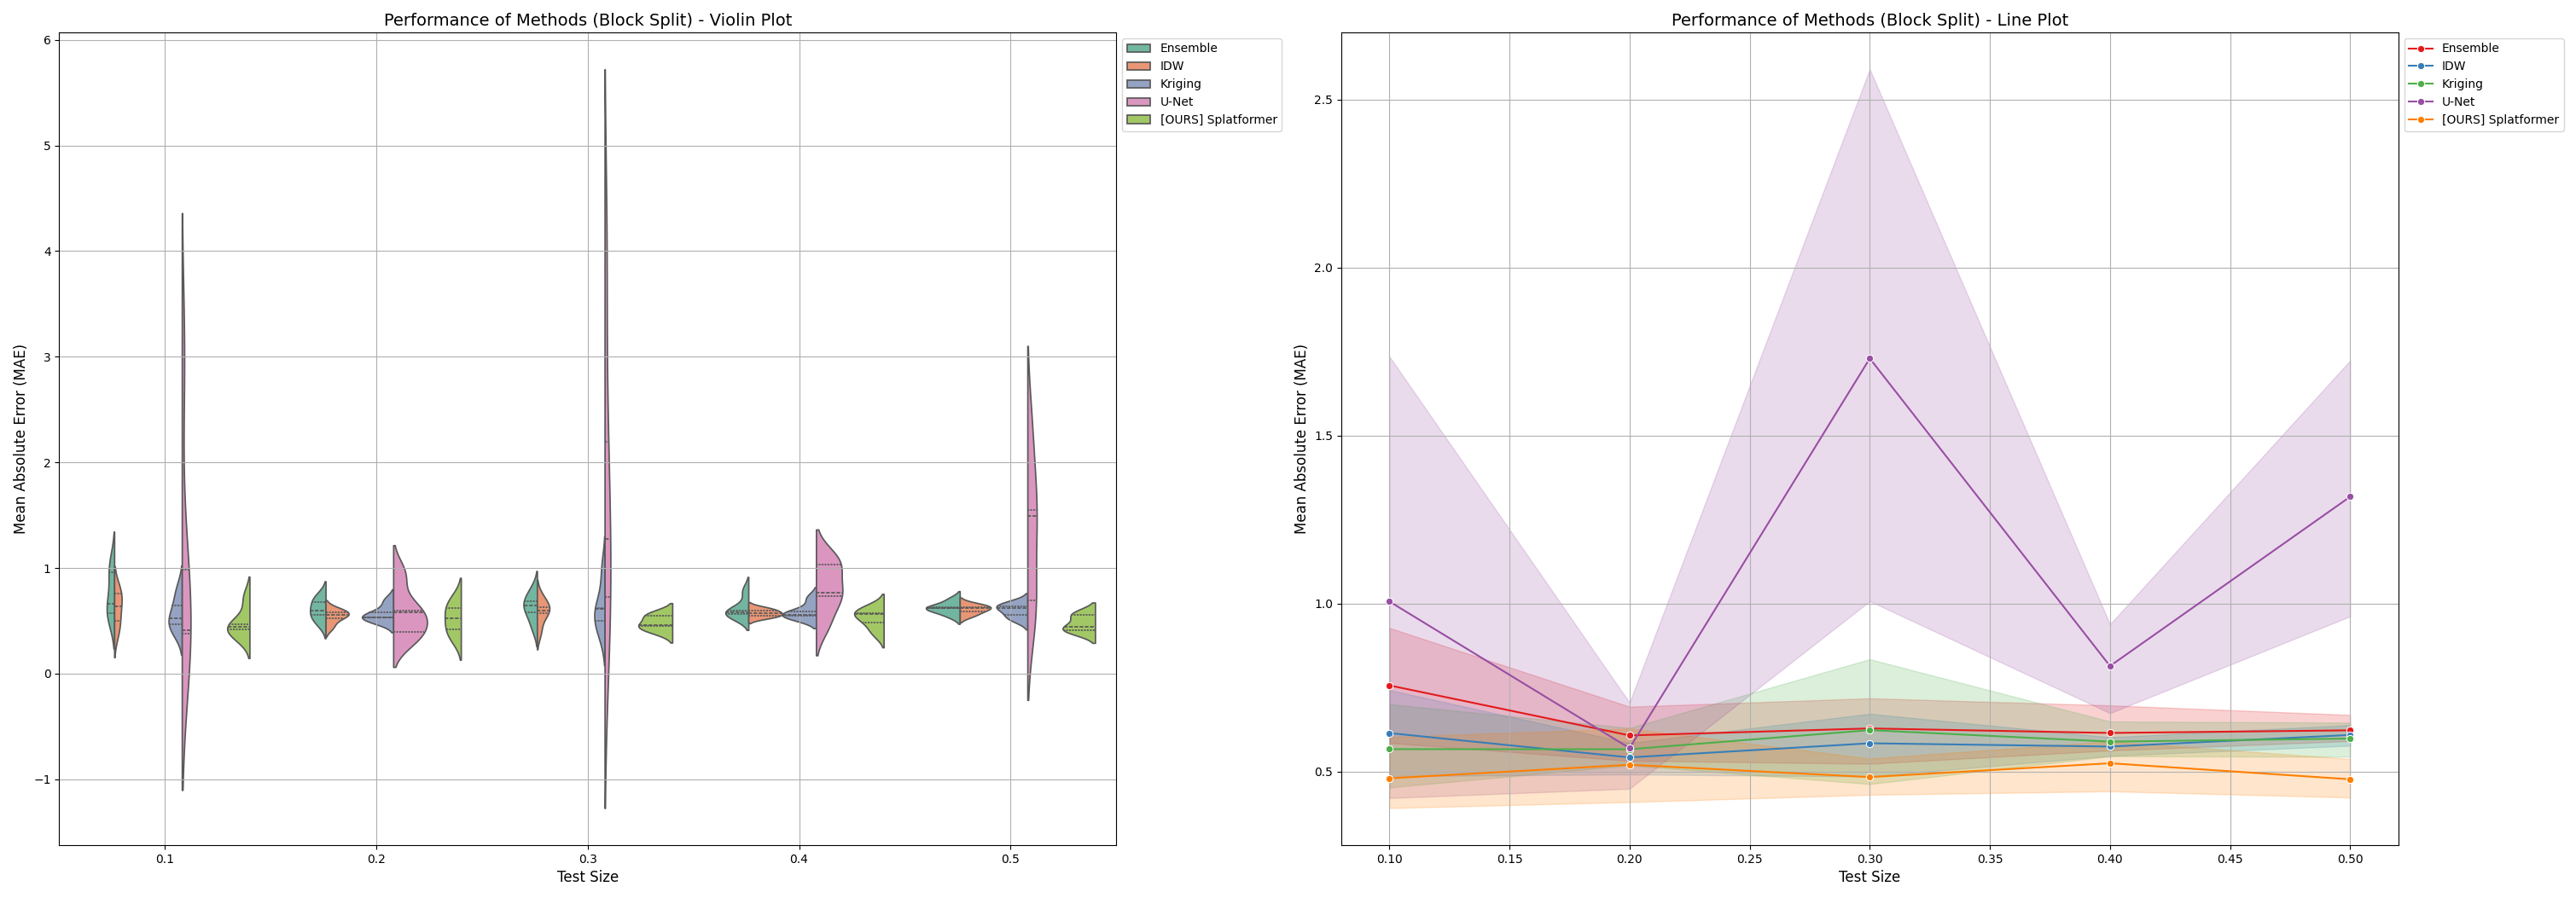 Performance of Methods (Block Split) - Violin Plot
Mean Absolute Error (MAE)
6
5
4
3
2
1
0
−1
0.1
0.2
0.3
0.4
0.5
Test Size
Ensemble
IDW
Kriging
U-Net
[OURS] Splatformer
Performance of Methods (Block Split) - Line Plot
Mean Absolute Error (MAE)
2.5
2.0
1.5
1.0
0.5
0.10
0.15
0.20
0.25
0.30
0.35
0.40
0.45
0.50
Test Size
Ensemble
IDW
Kriging
U-Net
[OURS] Splatformer